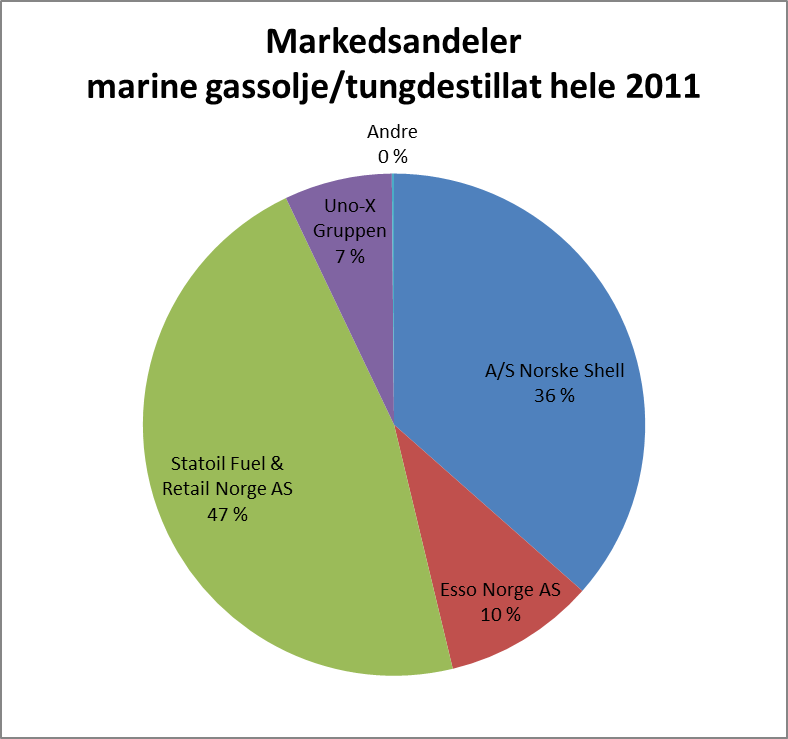 Markedsandeler
marine gassolje/tungdestillat hele 2011
Andre
0 %
Uno-X
Gruppen
7 %
A/S Norske Shell
36 %
Statoil Fuel &
Retail Norge AS
47 %
Esso Norge AS
10 %